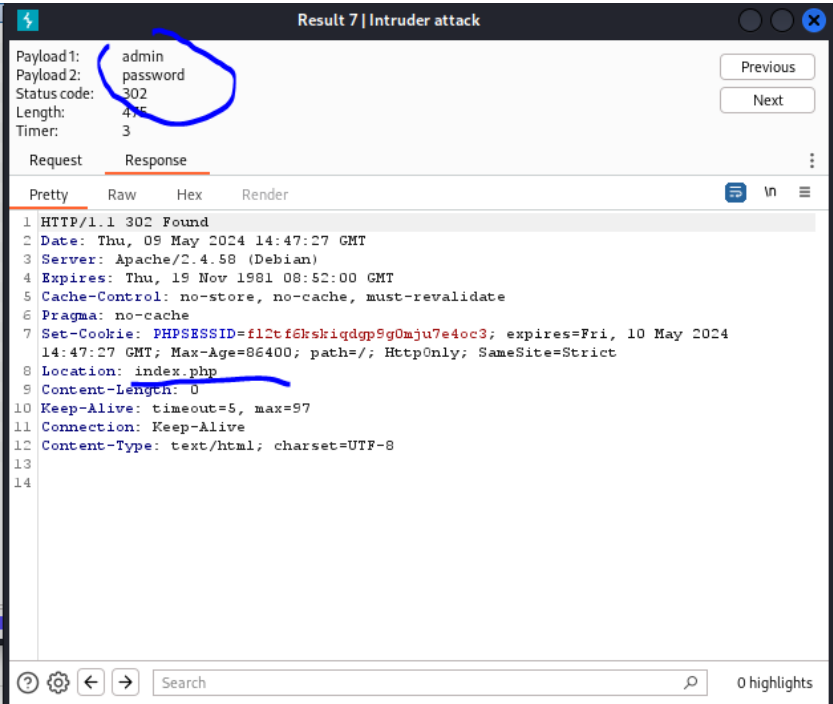 Result 7 | Intruder attack
Payload 1: admin
Payload 2: password
Status code: 302
Length: 475
Timer: 3
Previous
Next
Request Response
Pretty Raw Hex Render \n
1 HTTP/1.1 302 Found
2 Date: Thu, 09 May 2024 14:47:27 GMT
3 Server: Apache/2.4.58 (Debian)
4 Expires: Thu, 19 Nov 1981 08:52:00 GMT
5 Cache-Control: no-store, no-cache, must-revalidate
6 Pragma: no-cache
7 Set-Cookie: PHPSESSID=fl2tf6kskiqdgp9g0mju7e4oc3; expires=Fri, 10 May 2024
14:47:27 GMT; Max-Age=86400; path=/; HttpOnly; SameSite=Strict
8 Location: index.php
9 Content-Length: 0
10 Keep-Alive: timeout=5, max=97
11 Connection: Keep-Alive
12 Content-Type: text/html; charset=UTF-8
13
14
Search 0 highlights